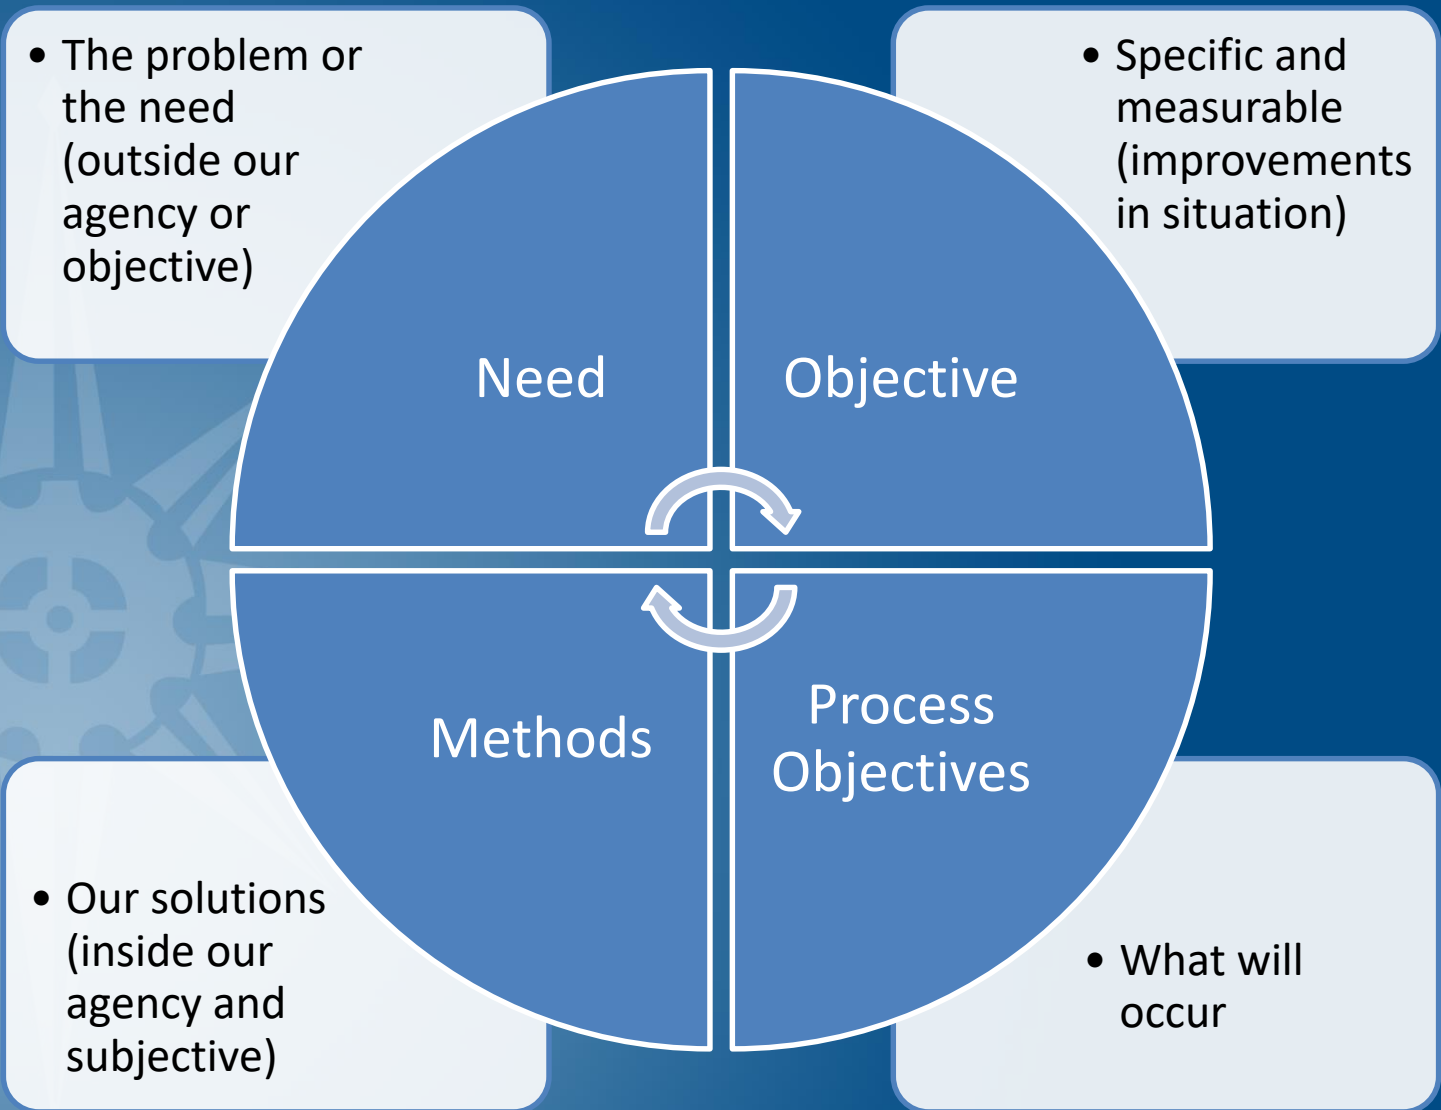 • The problem or
the need
(outside our
agency or
objective)
• Specific and
measurable
(improvements
in situation)
Need
Objective
Methods
Process
Objectives
• Our solutions
(inside our
agency and
subjective)
• What will
occur